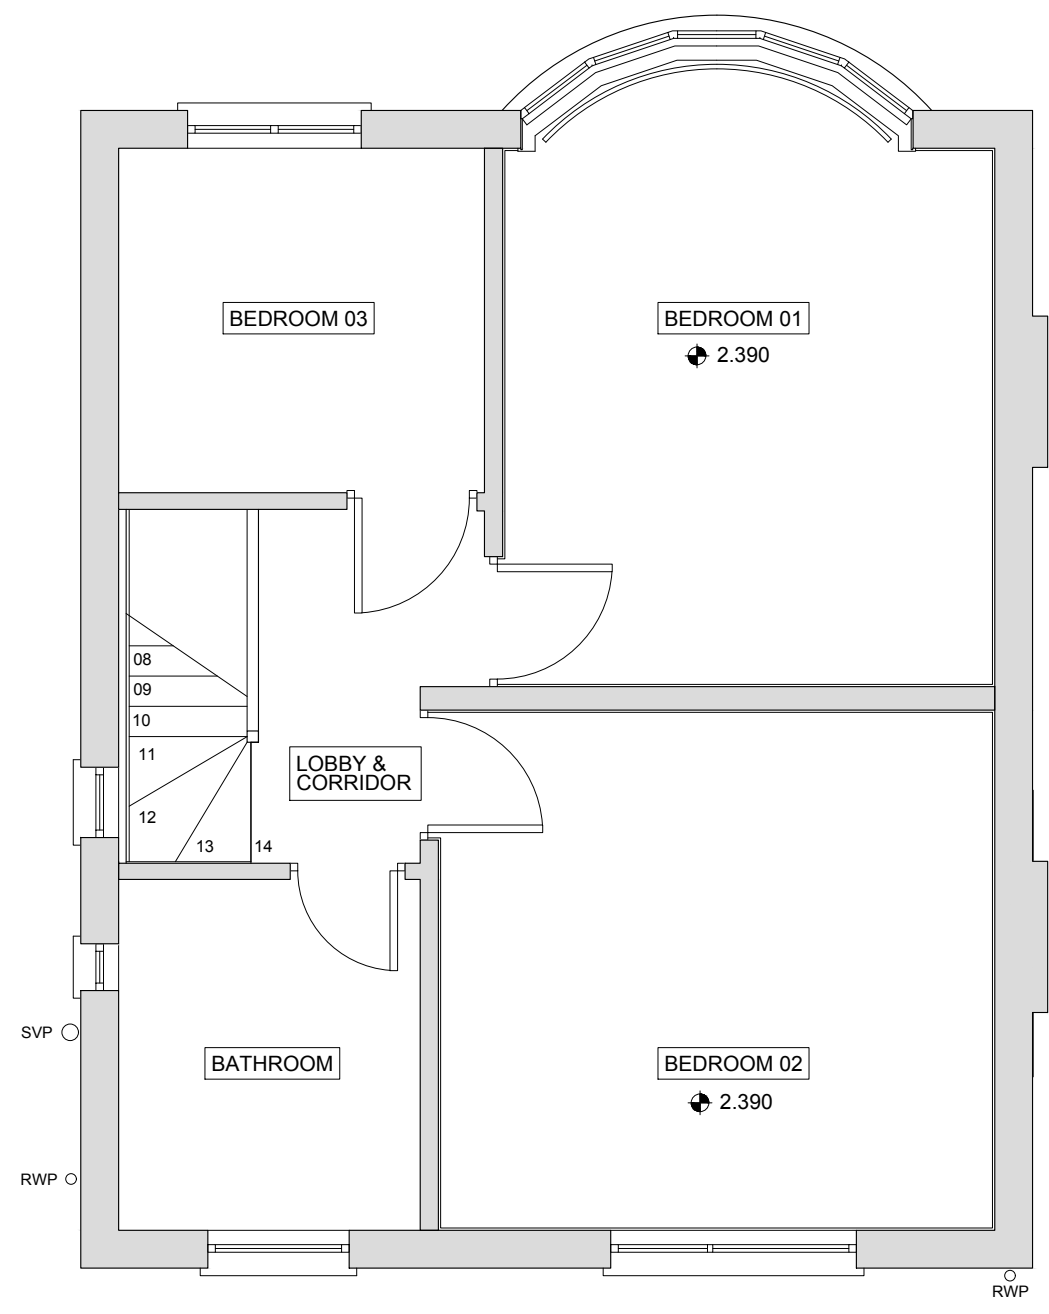 BEDROOM 03
BEDROOM 01
2.390
08
09
10
11
12
13
14
LOBBY &
CORRIDOR
SVP
BATHROOM
BEDROOM 02
2.390
RWP
RWP